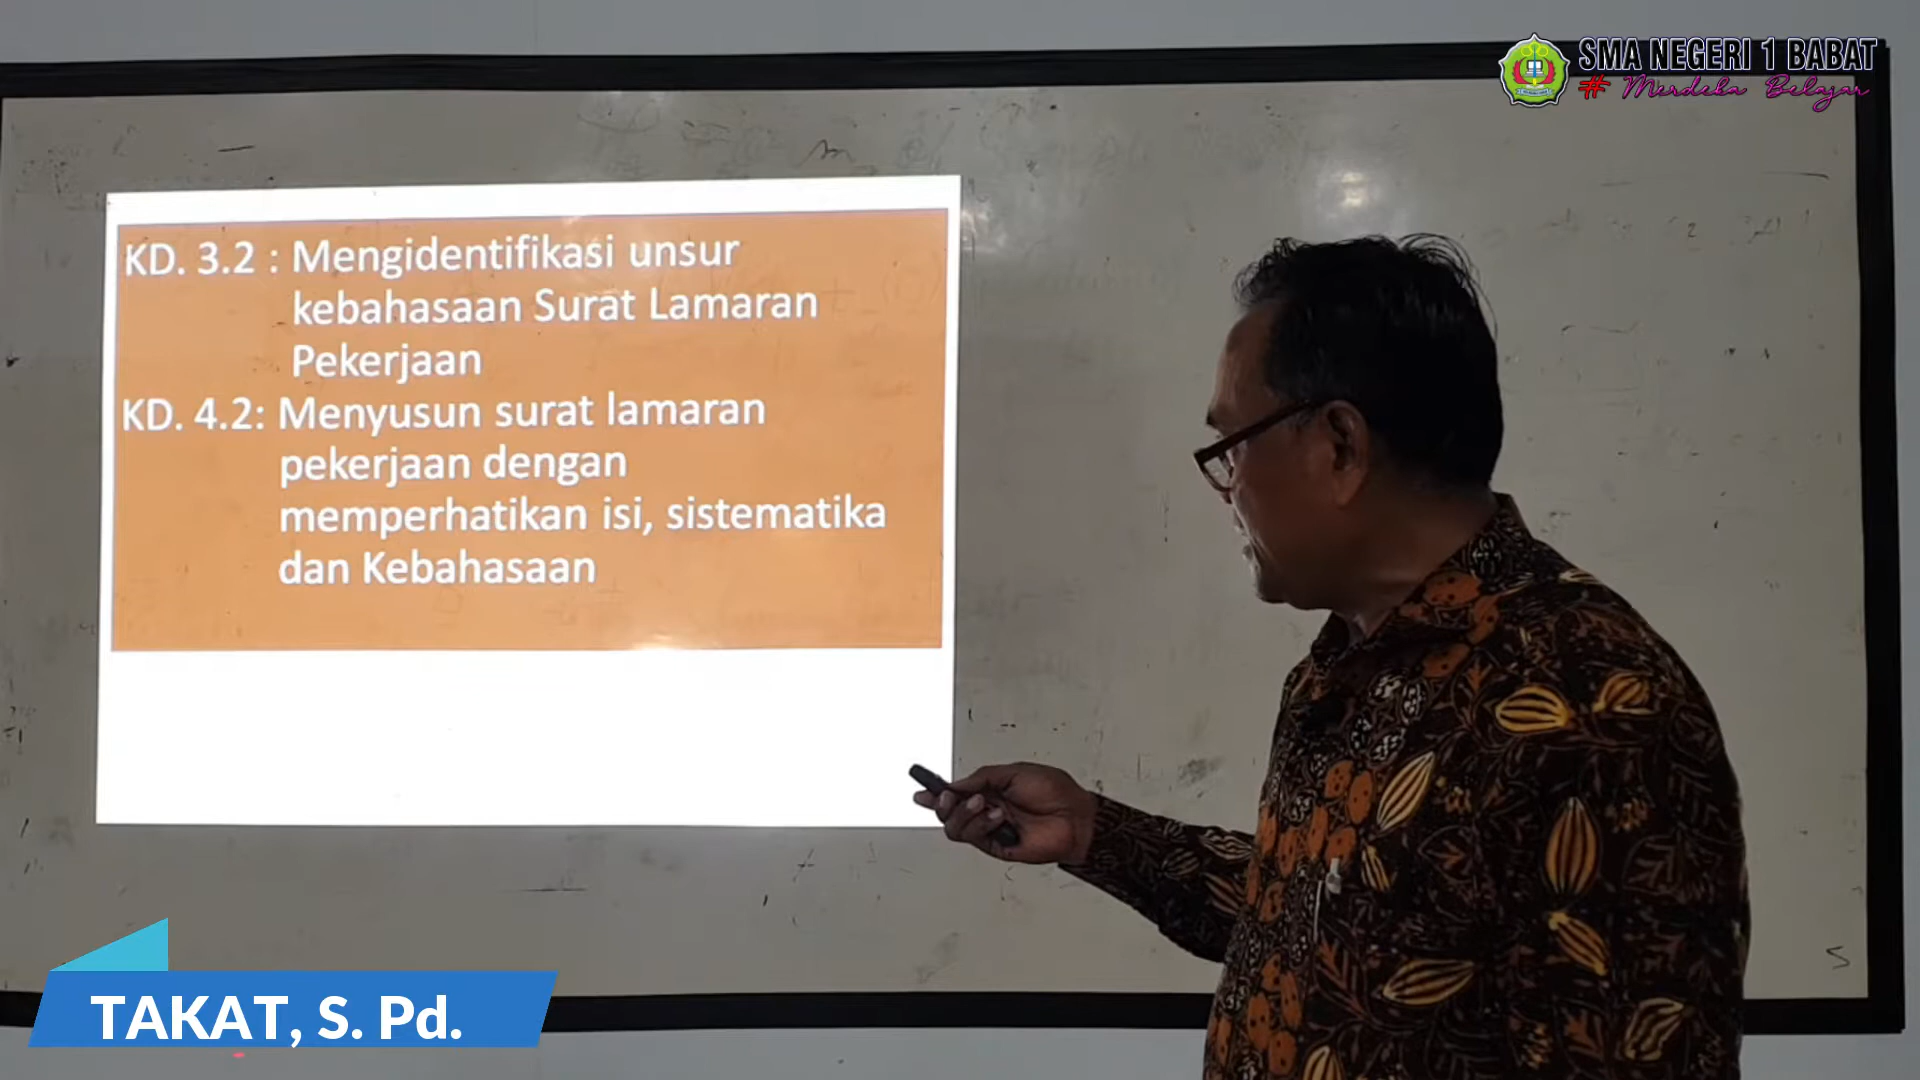 SMA NEGERI 1 BABAT
# Merdeka Belajar
KD. 3.2 : Mengidentifikasi unsur
kebahasaan Surat Lamaran
Pekerjaan
KD. 4.2: Menyusun surat lamaran
pekerjaan dengan
memperhatikan isi, sistematika
dan Kebahasaan
TAKAT, S. Pd.